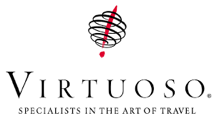 VIRTUOSO®
SPECIALISTS IN THE ART OF TRAVEL